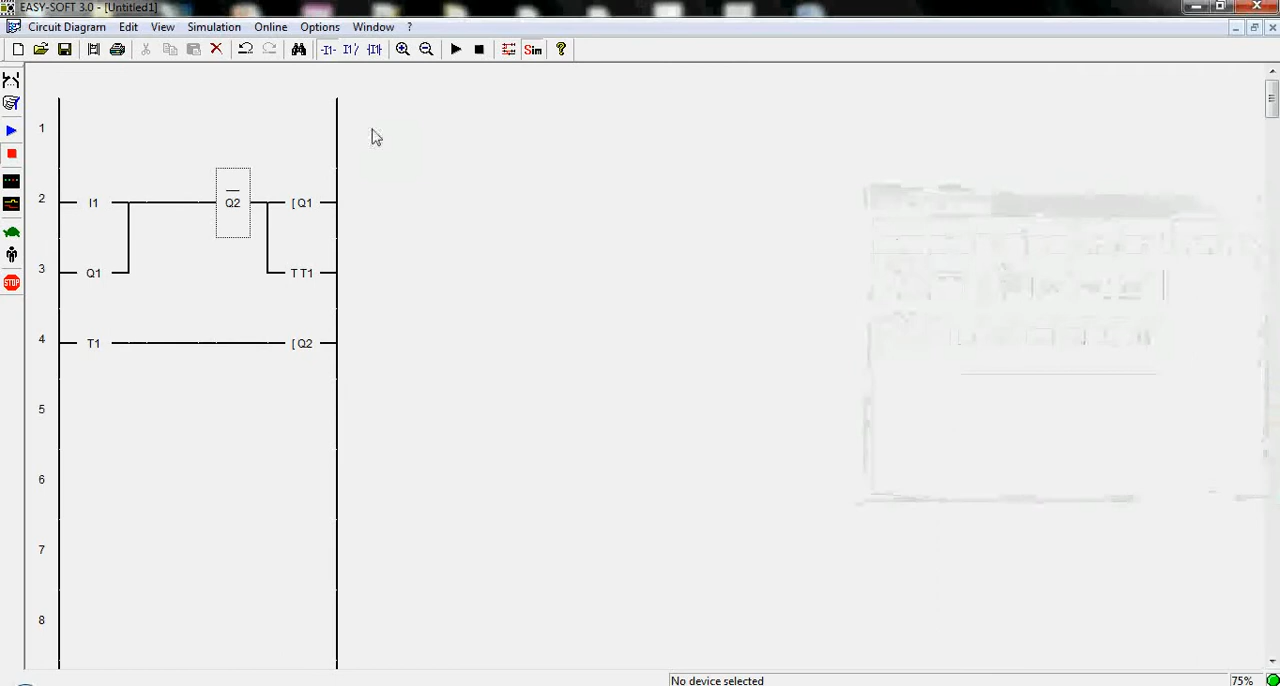 EASY-SOFT 3.0 - [Untitled1]
Circuit Diagram Edit View Simulation Online Options Window ?
Sim
1
2 I1 Q2 [ Q1
3 Q1 T T1
STOP
4 T1 [ Q2
5
6
7
8
No device selected 75%